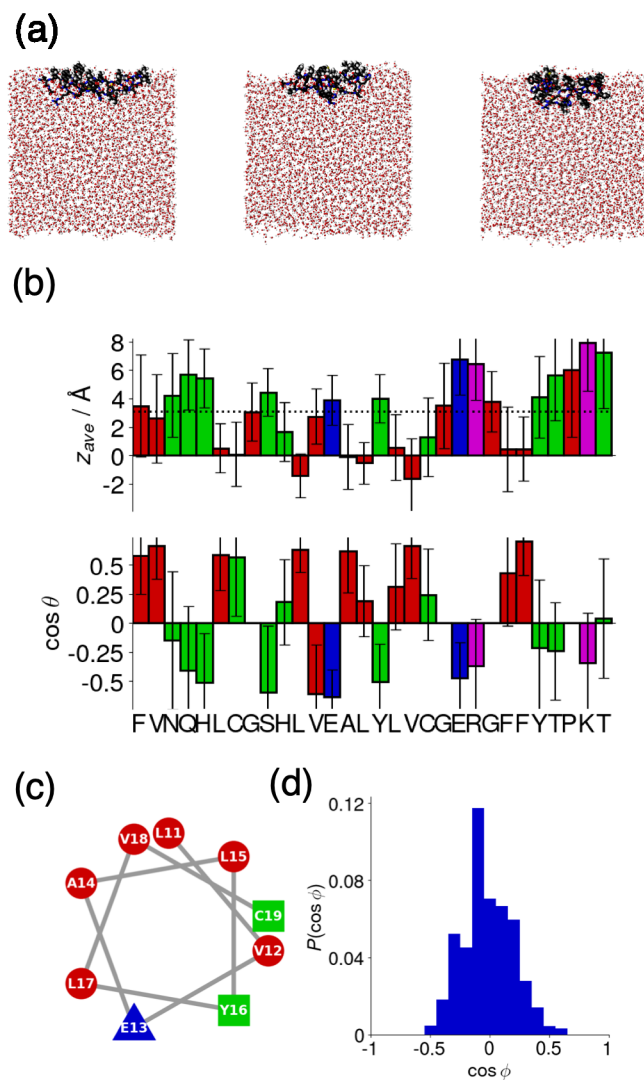 (a)
(b)
8
6
4
2
0
-2
z_ave / Å
0.5
0.25
0
-0.25
-0.5
cos θ
FVNQHLCGSHLVEALYLVCGERGFFYTPKT
(c)
V18
L11
L15
A14
C19
V12
L17
Y16
E13
(d)
0.12
0.08
0.04
0
P(cos ϕ)
-1 -0.5 0 0.5 1
cos ϕ